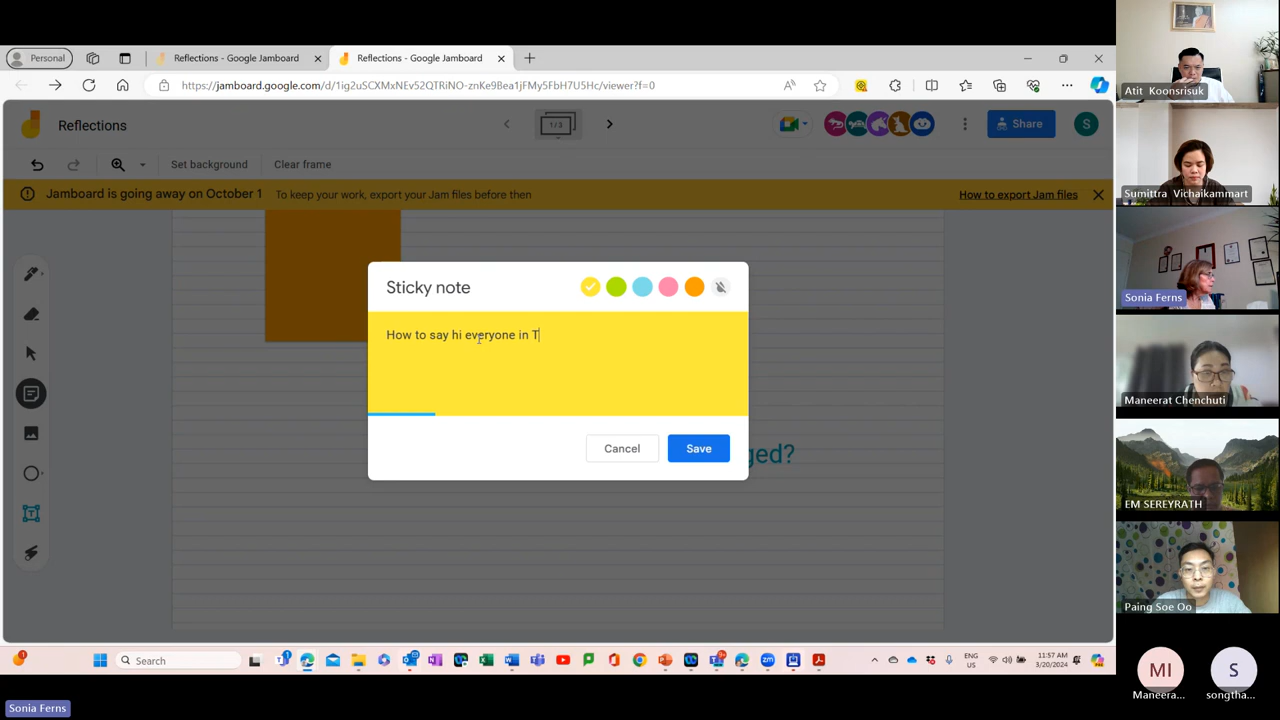 Personal
Reflections - Google Jamboard
Reflections - Google Jamboard
https://jamboard.google.com/d/1ig2uSCXMxNEv52QTRiNO-znKe9Bea1jFMy5FbH7U5Hc/viewer?f=0
Reflections
1/3
Share
S
Set background
Clear frame
Jamboard is going away on October 1
To keep your work, export your Jam files before then
How to export Jam files
Sticky note
How to say hi everyone in T
Cancel
Save
ged?
Search
ENG
US
11:57 AM
3/20/2024
Sonia Ferns
Atit Koonsrisuk
Sumittra Vichaikammart
Sonia Ferns
Maneerat Chenchuti
EM SEREYRATH
Paing Soe Oo
MI
Maneera...
S
songtha...